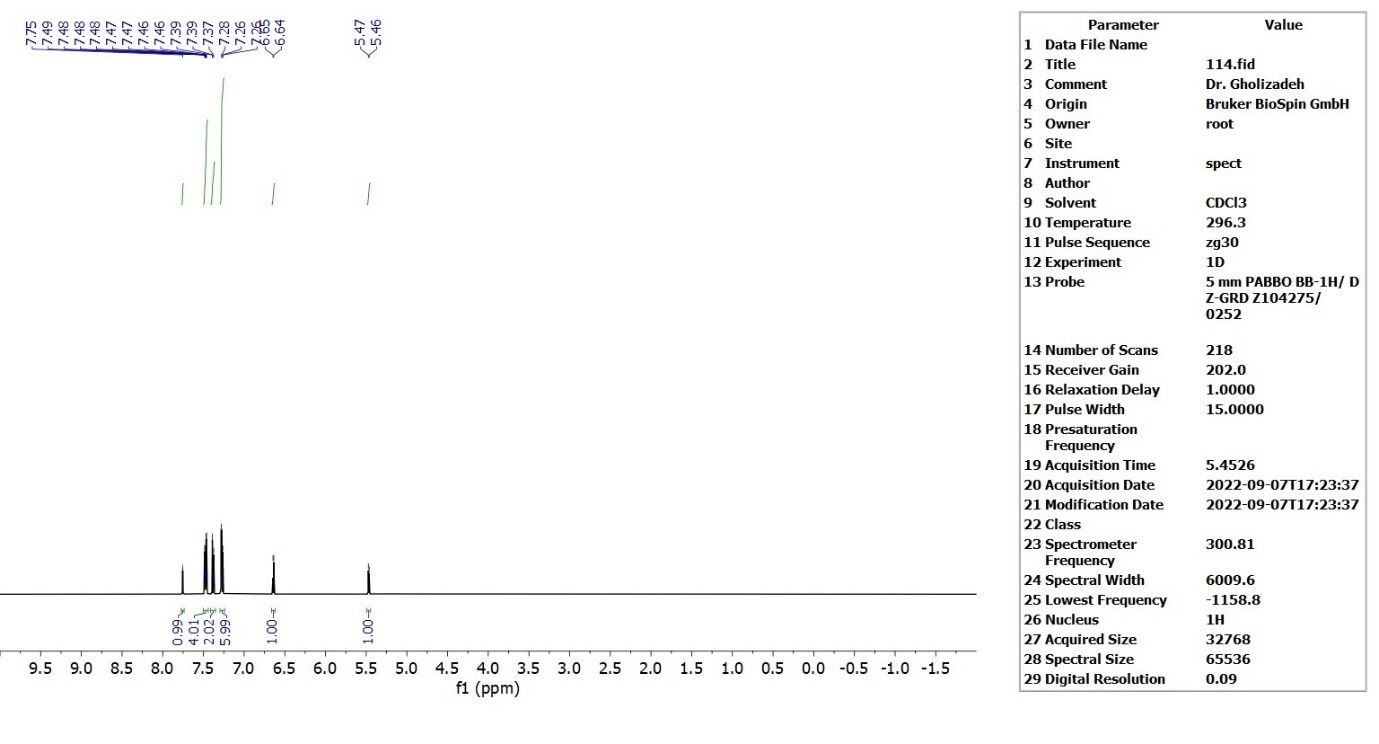 7.75
7.49
7.48
7.48
7.48
7.47
7.47
7.46
7.46
7.39
7.39
7.37
7.28
7.26
7.26
6.65
6.64
5.47
5.46
0.99
4.01
2.02
5.99
1.00
1.00
9.5 9.0 8.5 8.0 7.5 7.0 6.5 6.0 5.5 5.0 4.5 4.0 3.5 3.0 2.5 2.0 1.5 1.0 0.5 0.0 -0.5 -1.0 -1.5
f1 (ppm)
Parameter Value
1 Data File Name
2 Title 114.fid
3 Comment Dr. Gholizadeh
4 Origin Bruker BioSpin GmbH
5 Owner root
6 Site
7 Instrument spect
8 Author
9 Solvent CDCl3
10 Temperature 296.3
11 Pulse Sequence zg30
12 Experiment 1D
13 Probe 5 mm PABBO BB-1H/ D
Z-GRD Z104275/
0252
14 Number of Scans 218
15 Receiver Gain 202.0
16 Relaxation Delay 1.0000
17 Pulse Width 15.0000
18 Presaturation
Frequency
19 Acquisition Time 5.4526
20 Acquisition Date 2022-09-07T17:23:37
21 Modification Date 2022-09-07T17:23:37
22 Class
23 Spectrometer 300.81
Frequency
24 Spectral Width 6009.6
25 Lowest Frequency -1158.8
26 Nucleus 1H
27 Acquired Size 32768
28 Spectral Size 65536
29 Digital Resolution 0.09